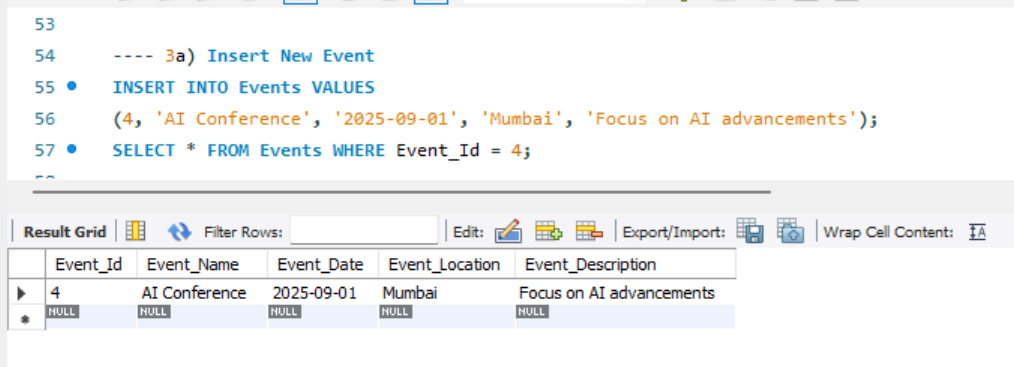 53
54 ---- 3a) Insert New Event
55 INSERT INTO Events VALUES
56 (4, 'AI Conference', '2025-09-01', 'Mumbai', 'Focus on AI advancements');
57 SELECT * FROM Events WHERE Event_Id = 4;
Result Grid Filter Rows: Edit: Export/Import: Wrap Cell Content: IA
Event_Id Event_Name Event_Date Event_Location Event_Description
4 AI Conference 2025-09-01 Mumbai Focus on AI advancements
NULL NULL NULL NULL NULL